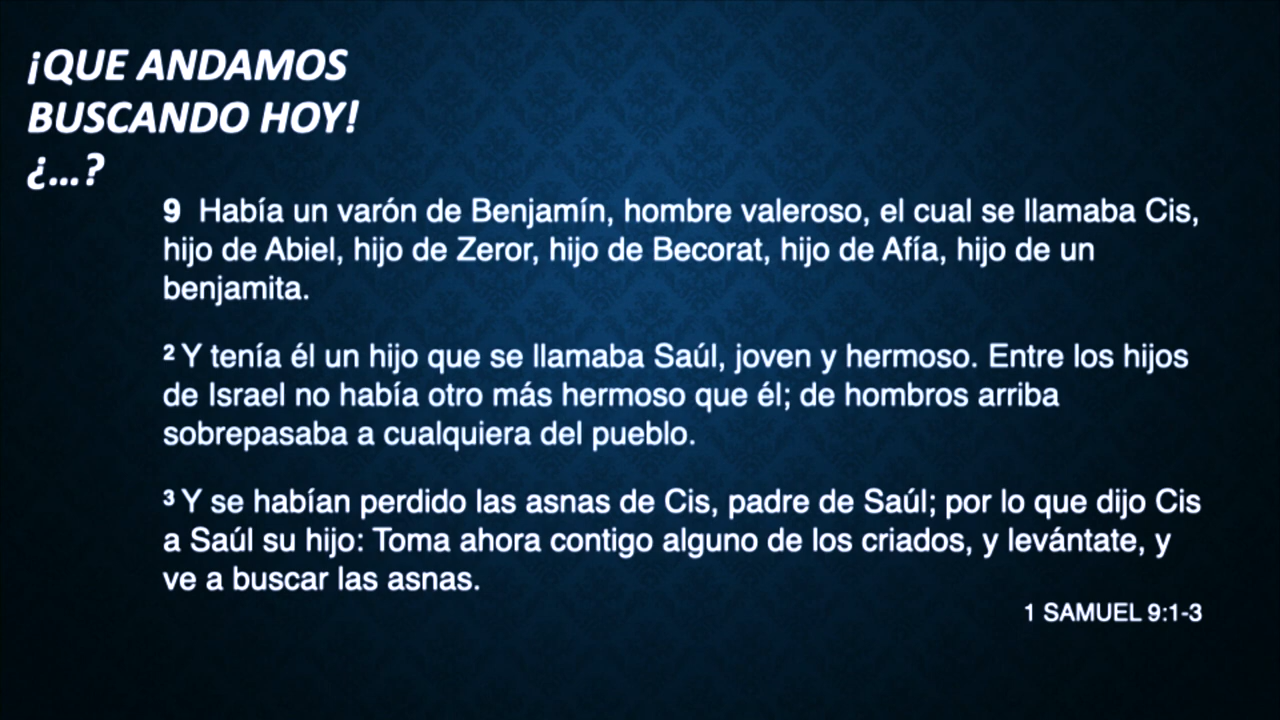 ¡QUE ANDAMOS
BUSCANDO HOY!
¿...?
9 Había un varón de Benjamín, hombre valeroso, el cual se llamaba Cis,
hijo de Abiel, hijo de Zeror, hijo de Becorat, hijo de Afía, hijo de un
benjamita.
2 Y tenía él un hijo que se llamaba Saúl, joven y hermoso. Entre los hijos
de Israel no había otro más hermoso que él; de hombros arriba
sobrepasaba a cualquiera del pueblo.
3 Y se habían perdido las asnas de Cis, padre de Saúl; por lo que dijo Cis
a Saúl su hijo: Toma ahora contigo alguno de los criados, y levántate, y
ve a buscar las asnas.
1 SAMUEL 9:1-3